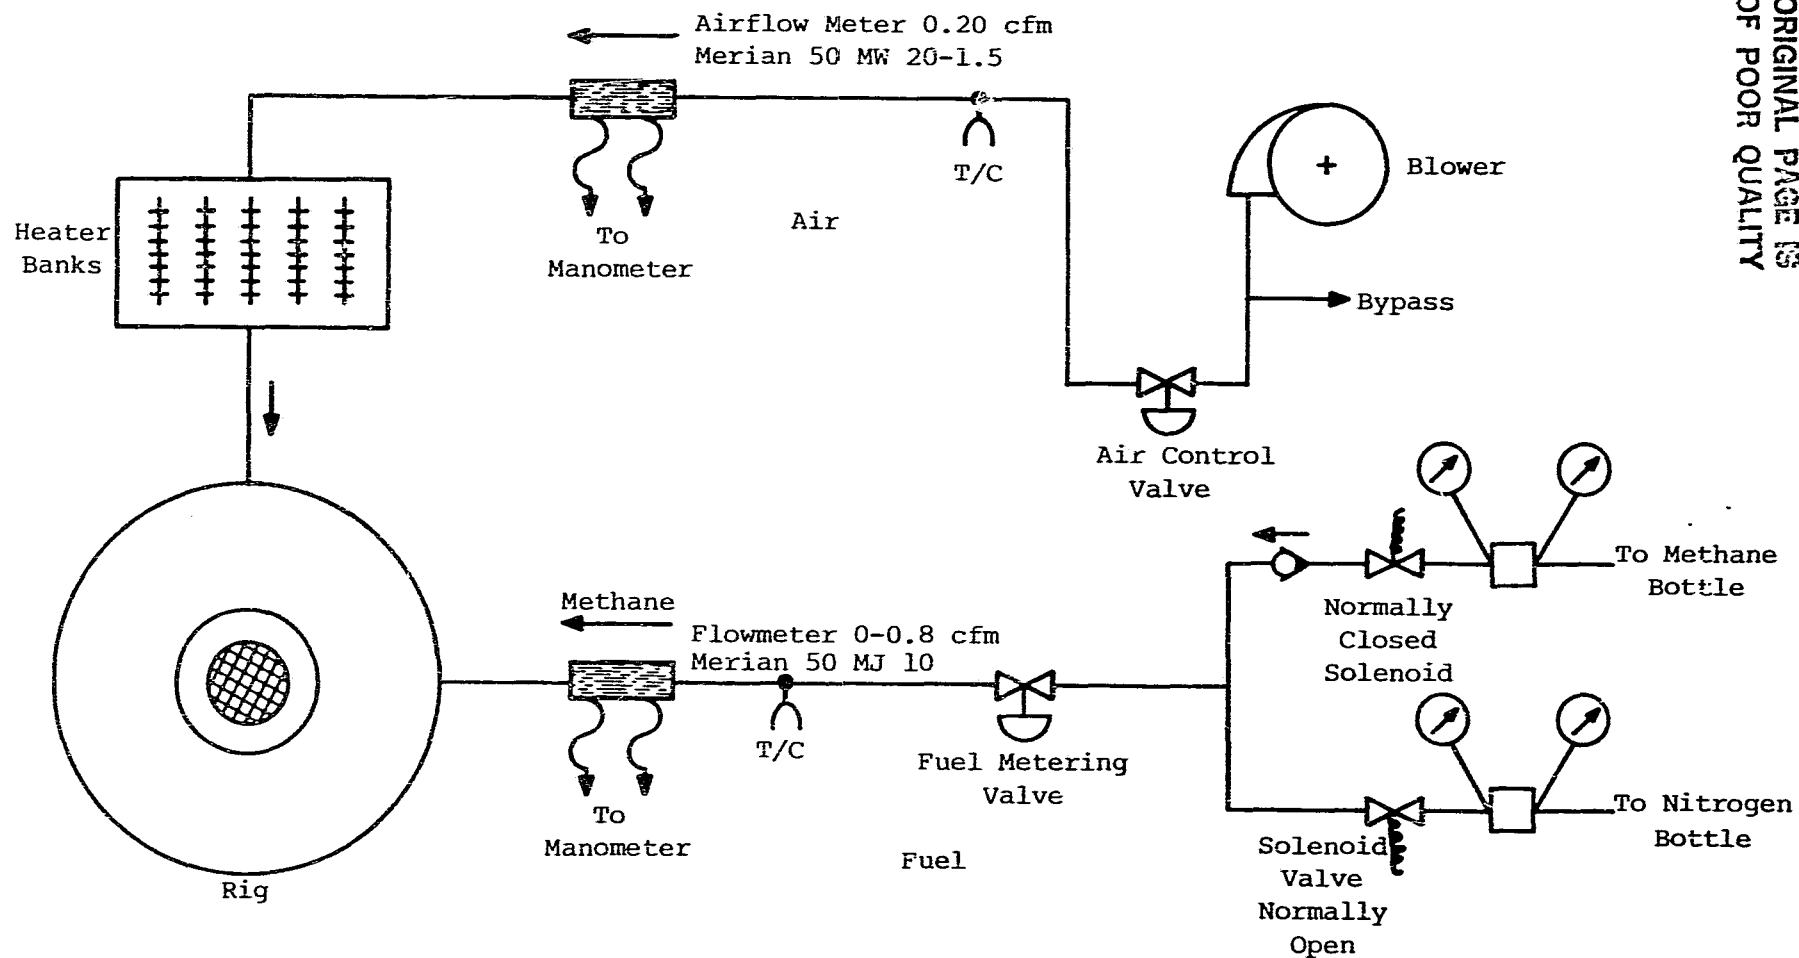 Airflow Meter 0.20 cfm
Merian 50 MW 20-1.5
ORIGINAL PAGE IS
OF POOR QUALITY
Blower
T/C
Air
Heater
Banks
To
Manometer
Bypass
Air Control
Valve
To Methane
Bottle
Normally
Closed
Solenoid
Methane
Flowmeter 0-0.8 cfm
Merian 50 MJ 10
T/C
Fuel Metering
Valve
To
Manometer
To Nitrogen
Bottle
Solenoid
Valve
Normally
Open
Fuel
Rig